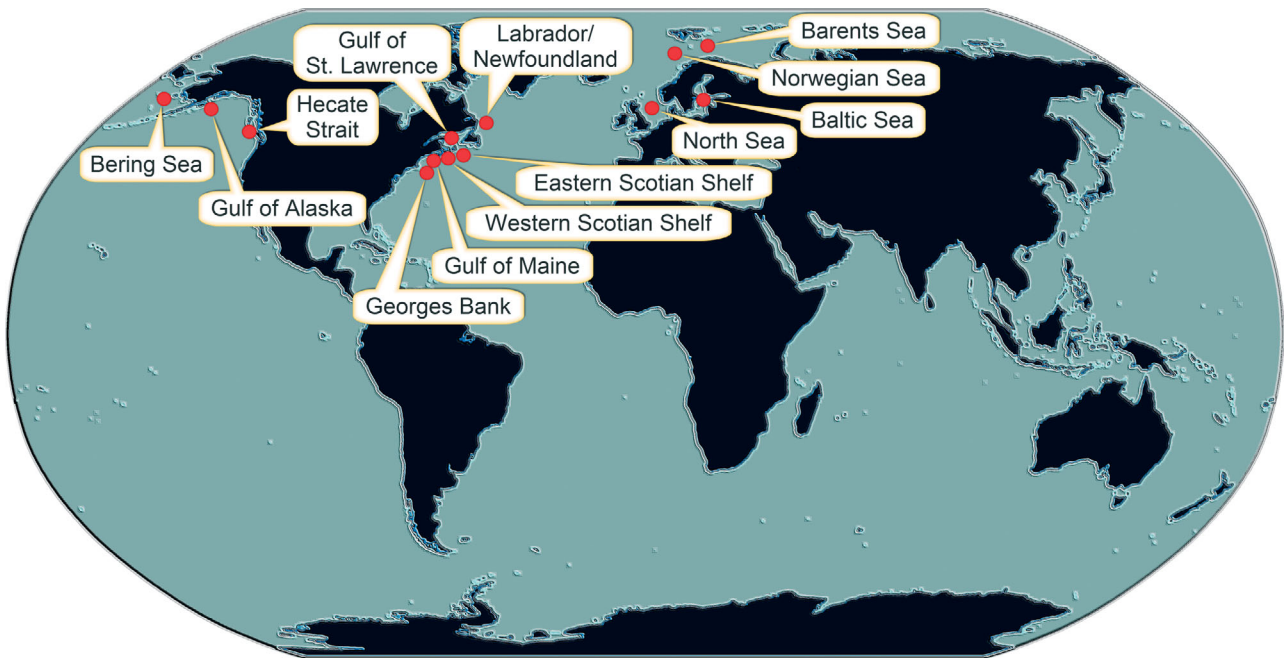 Gulf of
St. Lawrence
Labrador/
Newfoundland
Barents Sea
Norwegian Sea
Hecate
Strait
Baltic Sea
North Sea
Bering Sea
Eastern Scotian Shelf
Gulf of Alaska
Western Scotian Shelf
Gulf of Maine
Georges Bank